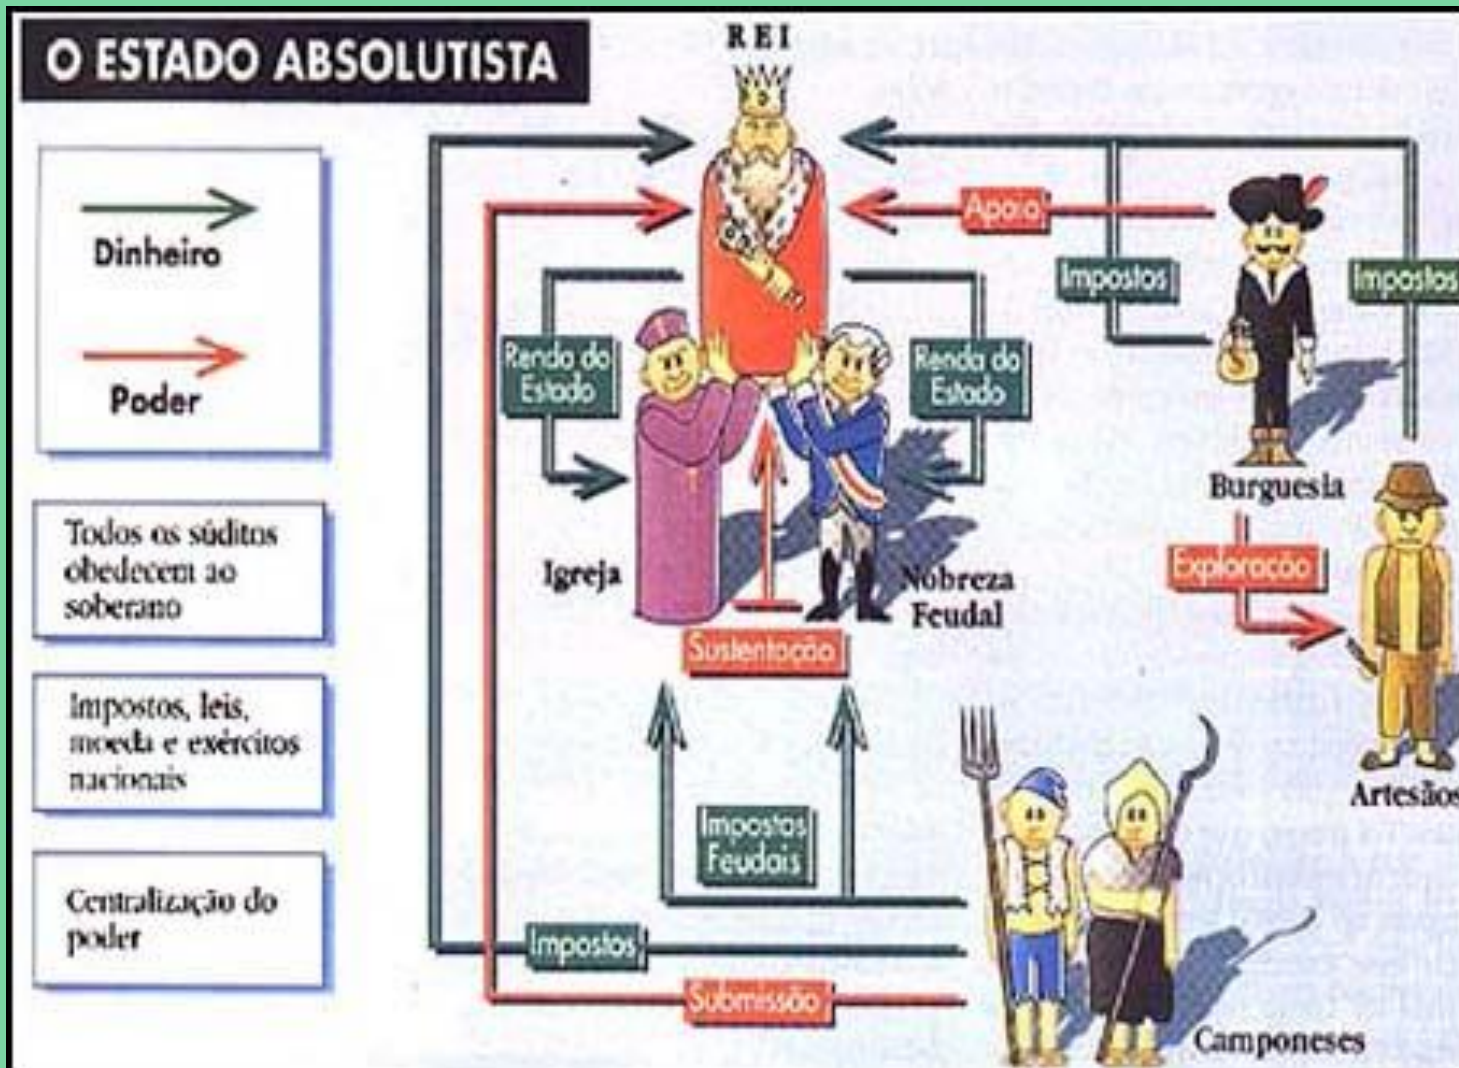 O ESTADO ABSOLUTISTA
REI
Dinheiro
Poder
Todos os súditos
obedecem ao
soberano
Impostos, leis,
moeda e exércitos
nacionais
Centralização do
poder
Apoio
Impostos
Impostos
Renda do
Estado
Renda do
Estado
Burguesia
Igreja
Nobreza
Feudal
Exploração
Sustentação
Artesãos
Impostos
Feudais
Impostos
Submissão
Camponeses
$